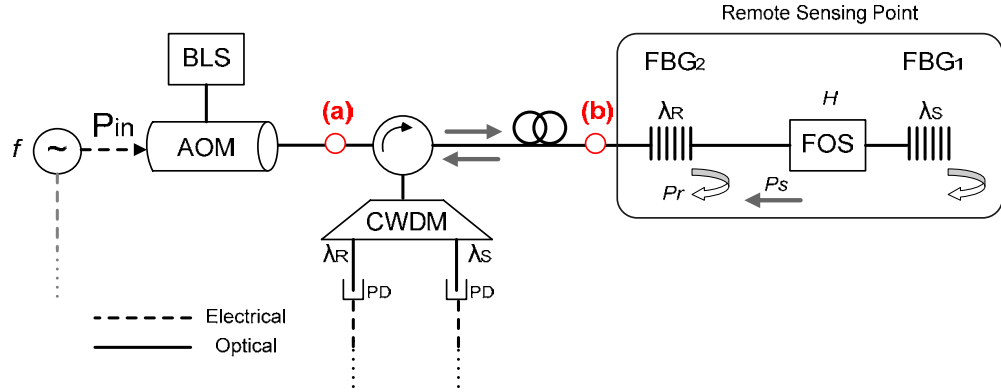 Remote Sensing Point
BLS
FBG2
FBG1
(a)
(b)
Pin
λR
H
λS
f
~
AOM
FOS
Pr
Ps
CWDM
λR
λS
PD
PD
Electrical
Optical